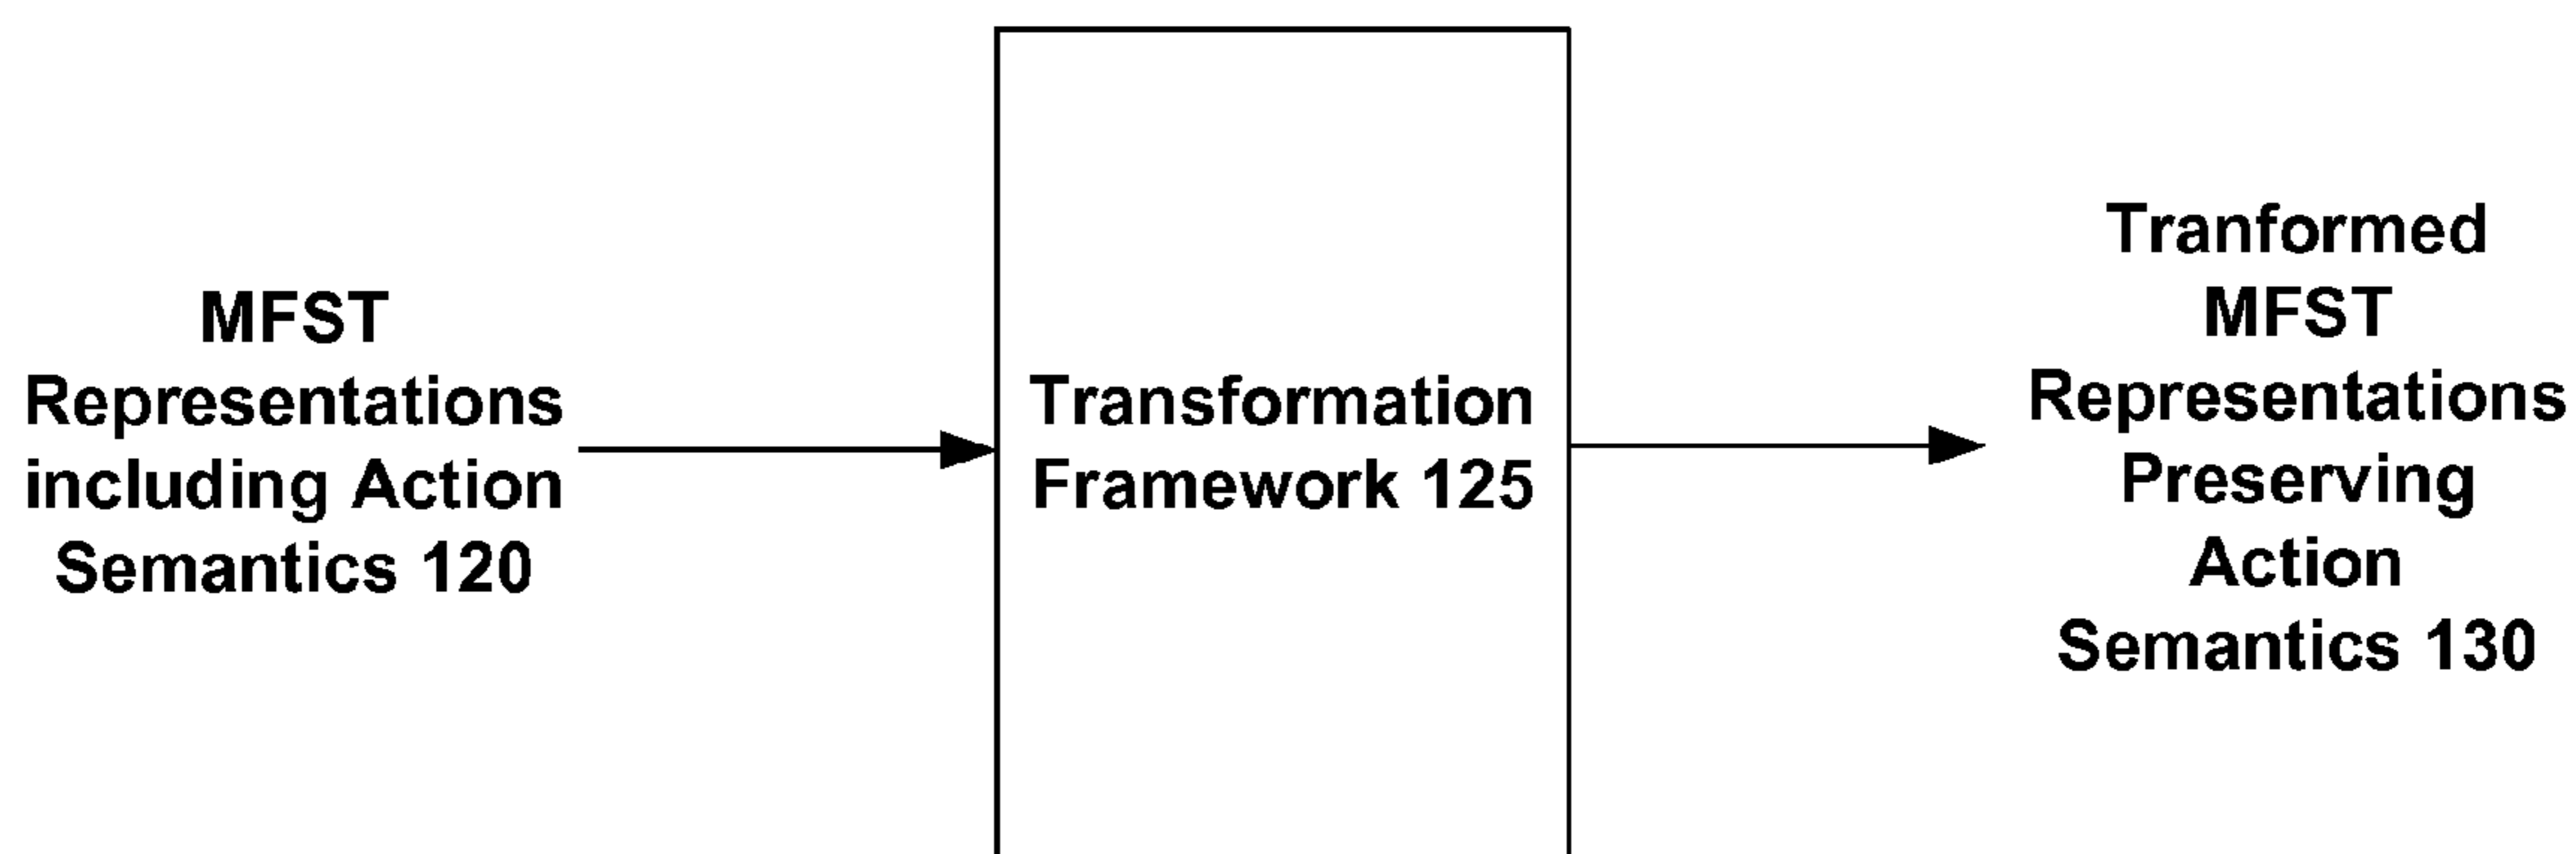 MFST
Representations
including Action
Semantics 120
Transformation
Framework 125
Tranformed
MFST
Representations
Preserving
Action
Semantics 130